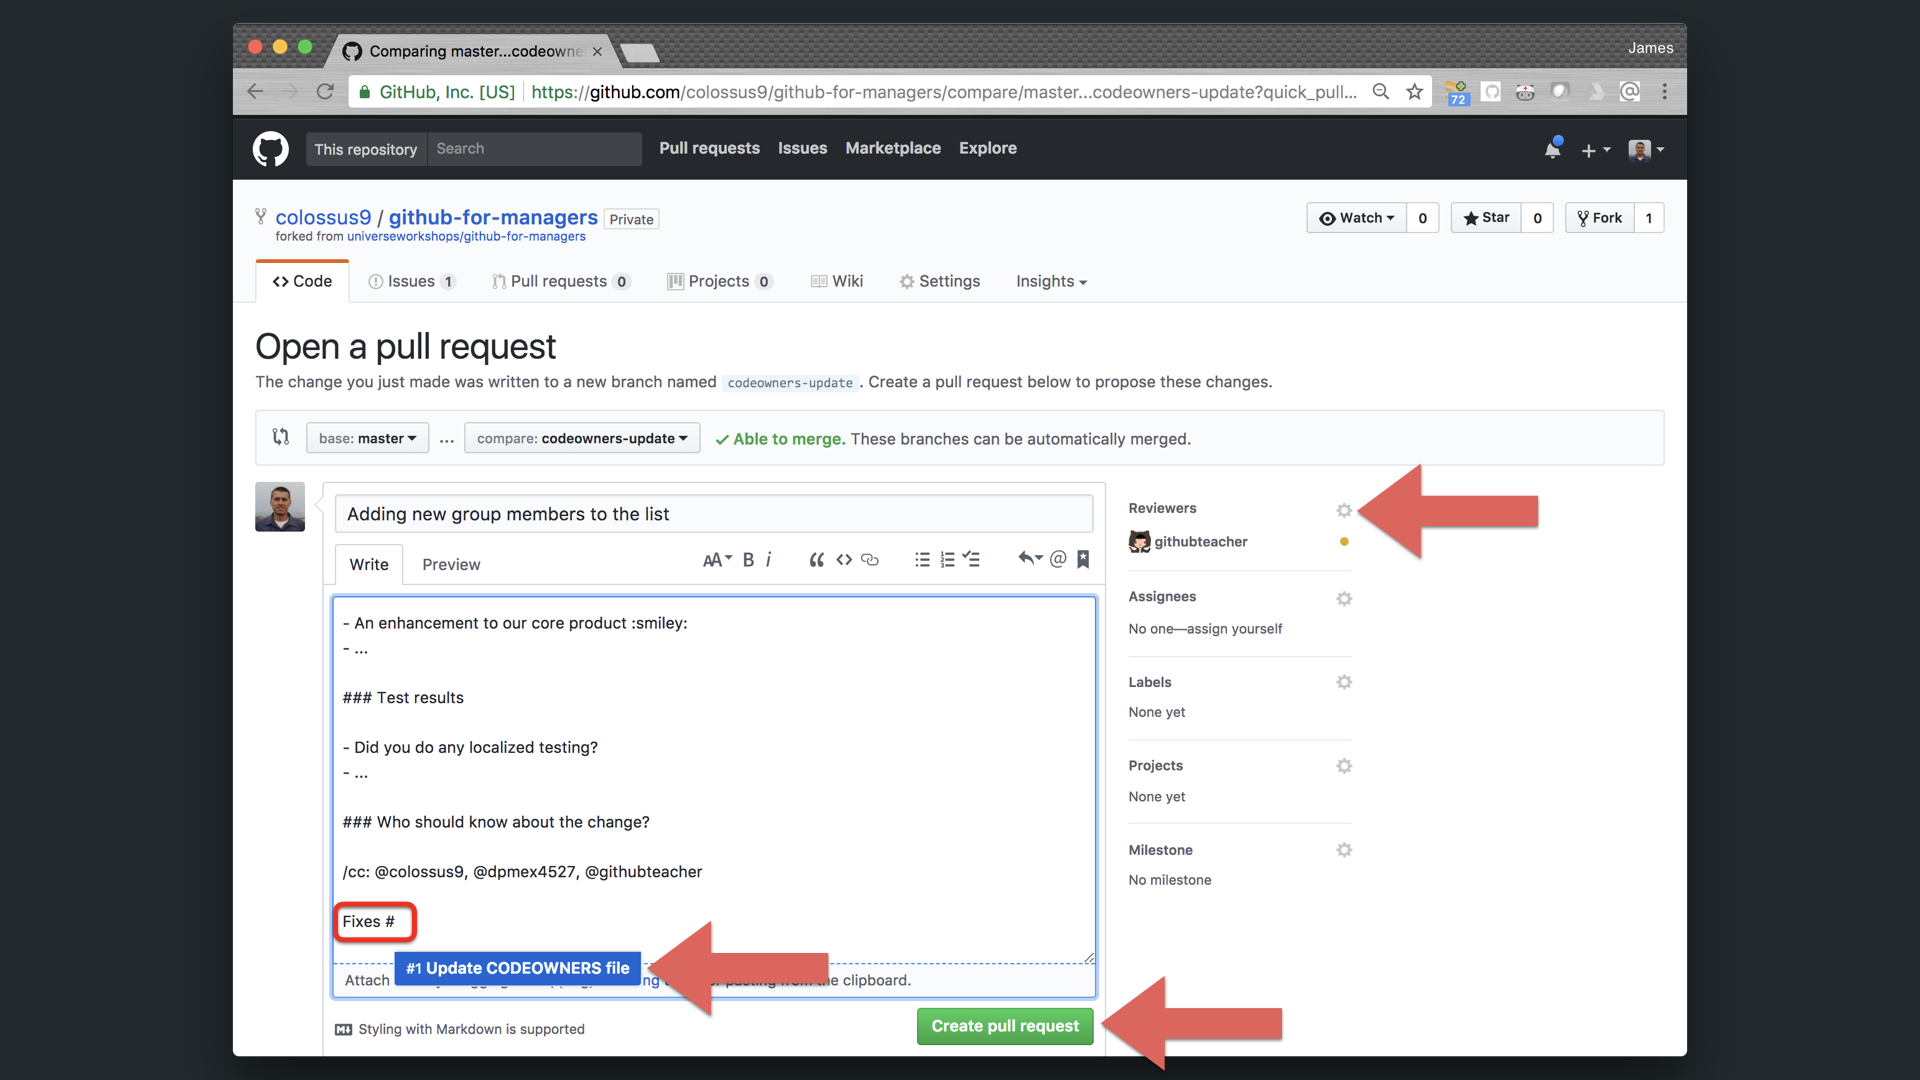 Comparing master...codeowne
James
GitHub, Inc. [US] https://github.com/colossus9/github-for-managers/compare/master...codeowners-update?quick_pull...
72
This repository Search Pull requests Issues Marketplace Explore
colossus9 / github-for-managers Private
forked from universeworkshops/github-for-managers
Watch 0 Star 0 Fork 1
Code Issues 1 Pull requests 0 Projects 0 Wiki Settings Insights
Open a pull request
The change you just made was written to a new branch named codeowners-update . Create a pull request below to propose these changes.
base: master ... compare: codeowners-update Able to merge. These branches can be automatically merged.
Adding new group members to the list
Write Preview AA B i
- An enhancement to our core product :smiley:
- ...
### Test results
- Did you do any localized testing?
- ...
### Who should know about the change?
/cc: @colossus9, @dpmex4527, @githubteacher
Fixes #
#1 Update CODEOWNERS file
Attach
pasting from the clipboard.
Styling with Markdown is supported
Create pull request
Reviewers
githubteacher
Assignees
No one—assign yourself
Labels
None yet
Projects
None yet
Milestone
No milestone